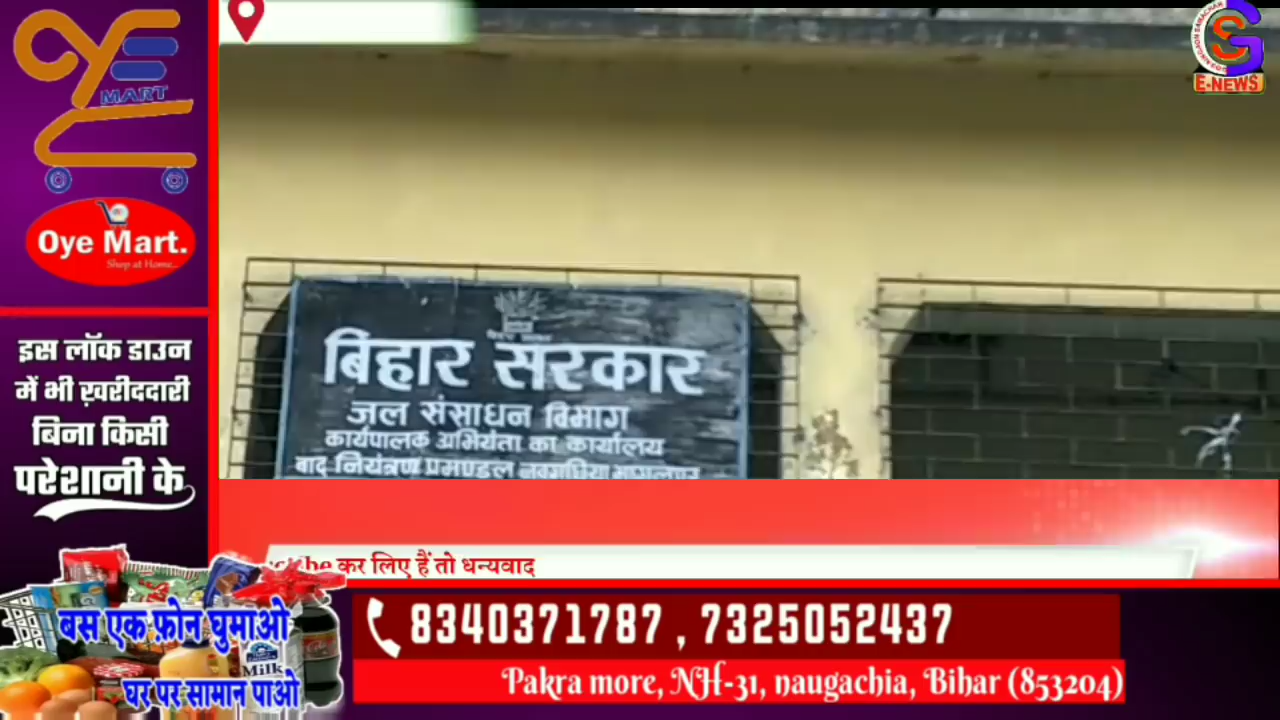 OYE
MART
Oye Mart.
Shop at Home...
इस लॉक डाउन
में भी ख़रीददारी
बिना किसी
परेशानी के
E-NEWS
बिहार सरकार
जल संसाधन विभाग
कार्यपालक अभियंता का कार्यालय
बाढ़ नियंत्रण प्रमण्डल नवगछिया भागलपुर
कर लिए हैं तो धन्यवाद
बस एक फ़ोन घुमाओ
Milk
घर पर सामान पाओ
8340371787 , 7325052437
Pakra more, NH-31, naugachia, Bihar (853204)